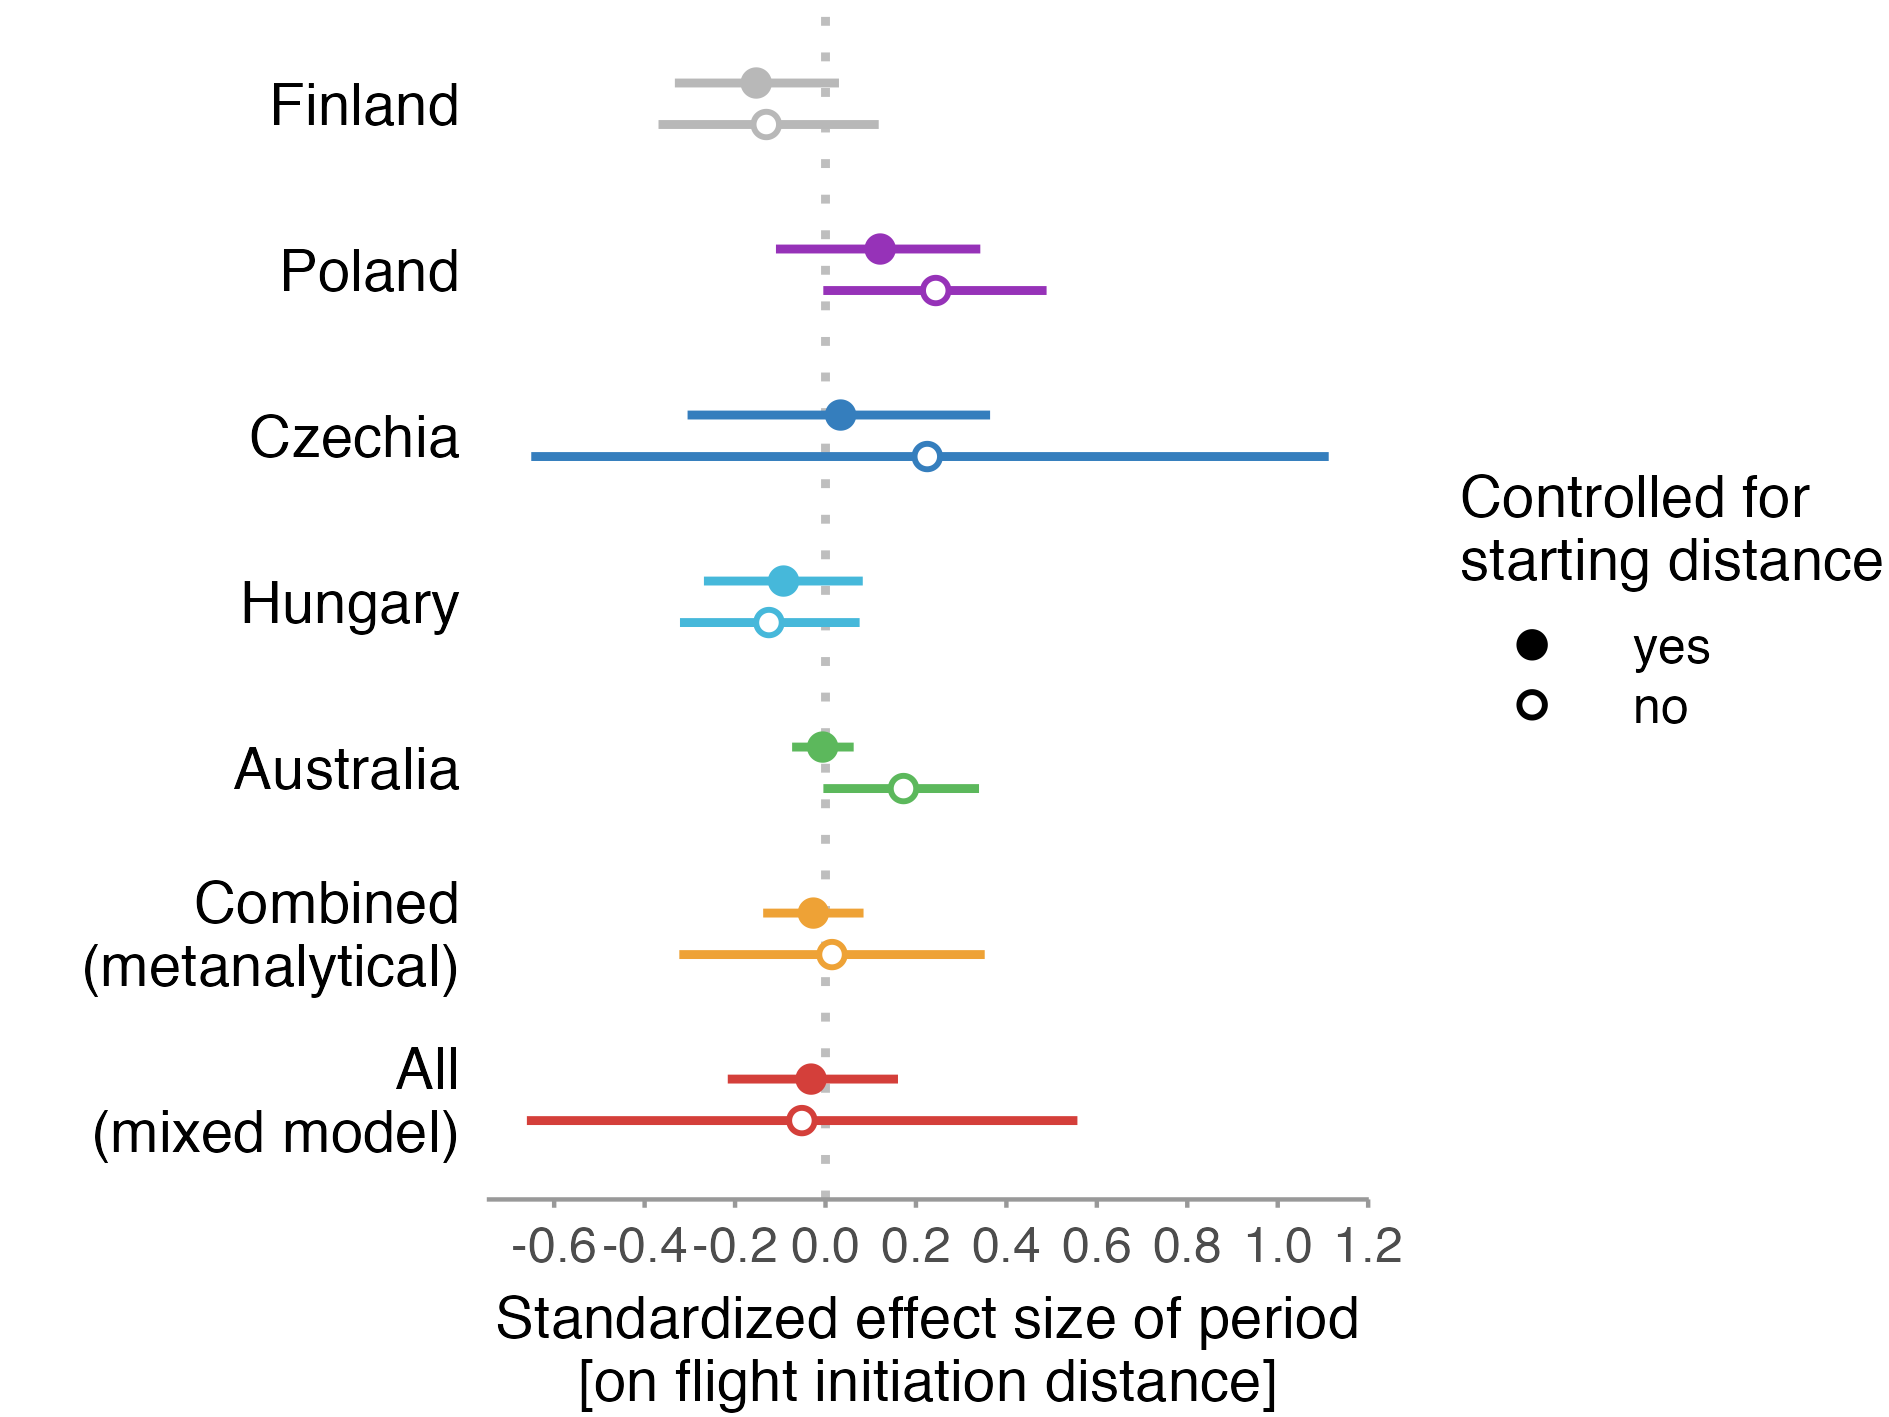 Finland
Poland
Czechia
Hungary
Australia
Combined
(metanalytical)
All
(mixed model)
Controlled for
starting distance
yes
no
-0.6 -0.4 -0.2 0.0 0.2 0.4 0.6 0.8 1.0 1.2
Standardized effect size of period
[on flight initiation distance]